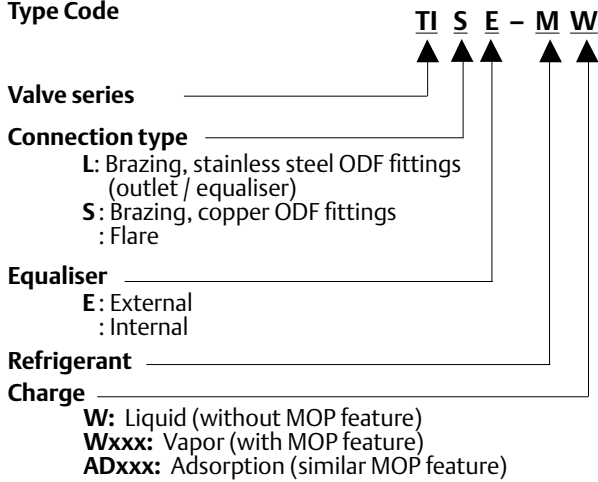 Type Code
TI S E – M W
Valve series
Connection type
L: Brazing, stainless steel ODF fittings
(outlet / equaliser)
S: Brazing, copper ODF fittings
: Flare
Equaliser
E: External
: Internal
Refrigerant
Charge
W: Liquid (without MOP feature)
Wxxx: Vapor (with MOP feature)
ADxxx: Adsorption (similar MOP feature)